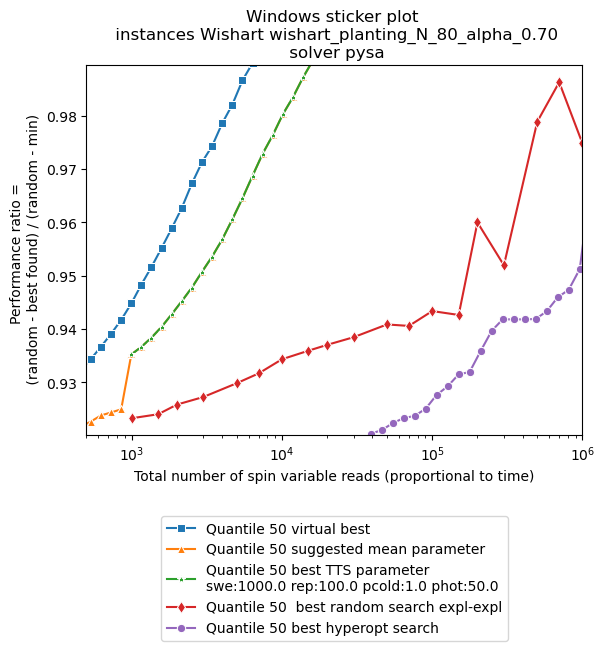 Windows sticker plot
instances Wishart wishart_planting_N_80_alpha_0.70
solver pysa
Performance ratio =
(random - best found) / (random - min)
0.98
0.97
0.96
0.95
0.94
0.93
10³
10⁴
10⁵
10⁶
Total number of spin variable reads (proportional to time)
Quantile 50 virtual best
Quantile 50 suggested mean parameter
Quantile 50 best TTS parameter
swe:1000.0 rep:100.0 pcold:1.0 phot:50.0
Quantile 50  best random search expl-expl
Quantile 50 best hyperopt search